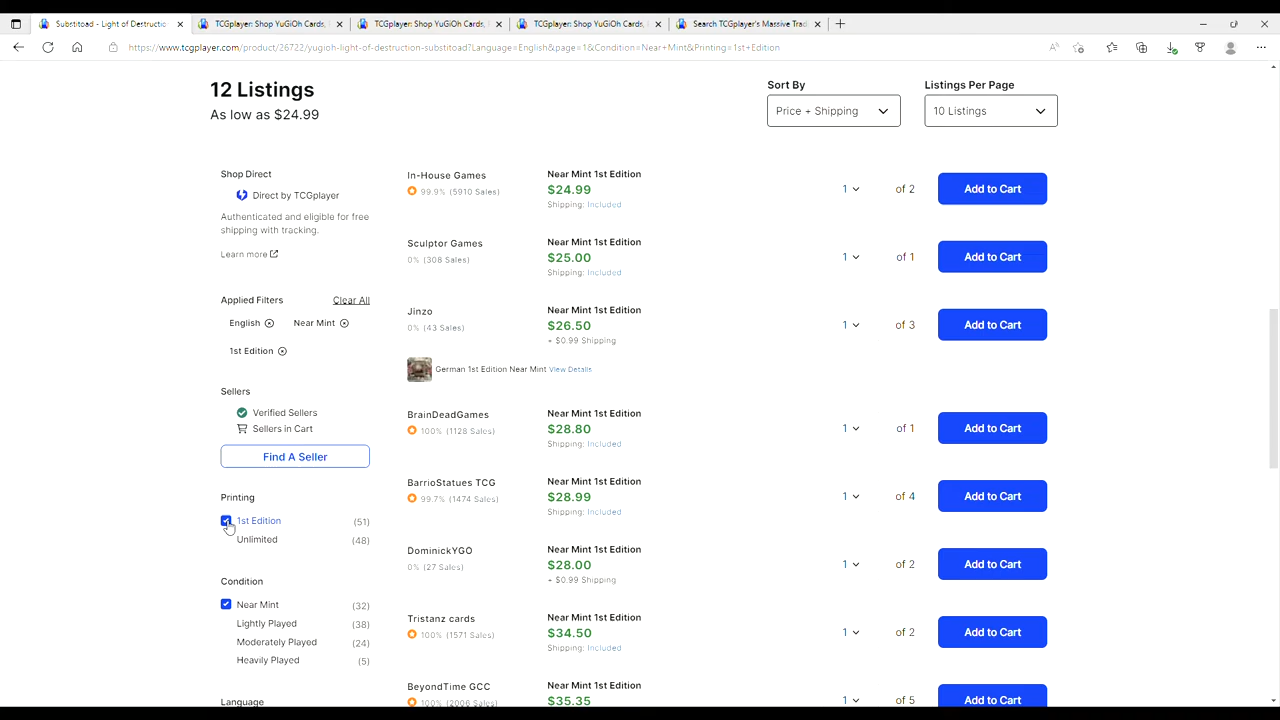 Substitoad - Light of Destructio
TCGplayer: Shop YuGiOh Cards,
TCGplayer: Shop YuGiOh Cards,
TCGplayer: Shop YuGiOh Cards,
Search TCGplayer's Massive Tradi
https://www.tcgplayer.com/product/26722/yugioh-light-of-destruction-substitoad?Language=English&page=1&Condition=Near+Mint&Printing=1st+Edition
12 Listings
As low as $24.99
Sort By
Price + Shipping
Listings Per Page
10 Listings
Shop Direct
Direct by TCGplayer
Authenticated and eligible for free
shipping with tracking.
Learn more
Applied Filters
Clear All
English
Near Mint
1st Edition
Sellers
Verified Sellers
Sellers in Cart
Find A Seller
Printing
1st Edition (51)
Unlimited (48)
Condition
Near Mint (32)
Lightly Played (38)
Moderately Played (24)
Heavily Played (5)
Language
In-House Games
99.9% (5910 Sales)
Near Mint 1st Edition
$24.99
Shipping: Included
1 of 2
Add to Cart
Sculptor Games
0% (308 Sales)
Near Mint 1st Edition
$25.00
Shipping: Included
1 of 1
Add to Cart
Jinzo
0% (43 Sales)
Near Mint 1st Edition
$26.50
+ $0.99 Shipping
1 of 3
Add to Cart
German 1st Edition Near Mint View Details
BrainDeadGames
100% (1128 Sales)
Near Mint 1st Edition
$28.80
Shipping: Included
1 of 1
Add to Cart
BarrioStatues TCG
99.7% (1474 Sales)
Near Mint 1st Edition
$28.99
Shipping: Included
1 of 4
Add to Cart
DominickYGO
0% (27 Sales)
Near Mint 1st Edition
$28.00
+ $0.99 Shipping
1 of 2
Add to Cart
Tristanz cards
100% (1571 Sales)
Near Mint 1st Edition
$34.50
Shipping: Included
1 of 2
Add to Cart
BeyondTime GCC
100% (2006 Sales)
Near Mint 1st Edition
$35.35
1 of 5
Add to Cart